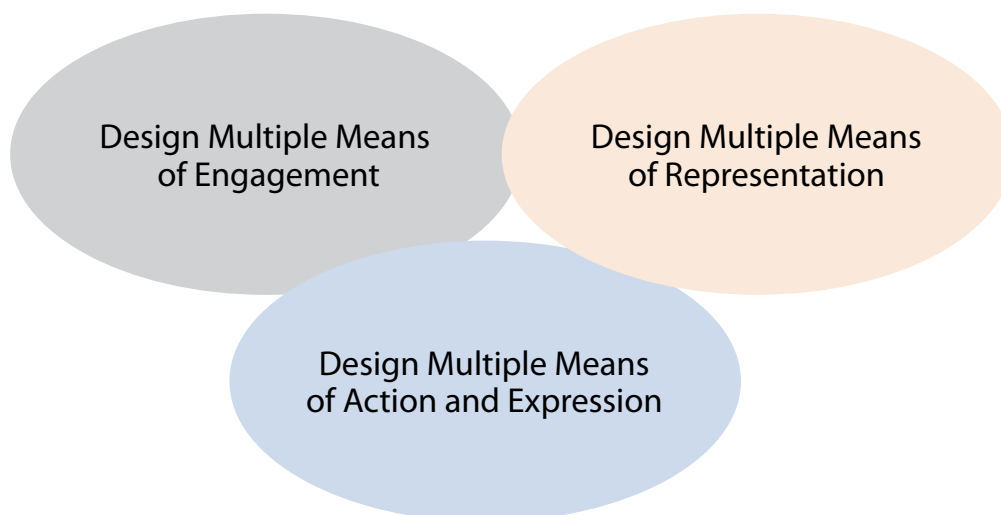 Design Multiple Means
of Engagement
Design Multiple Means
of Representation
Design Multiple Means
of Action and Expression